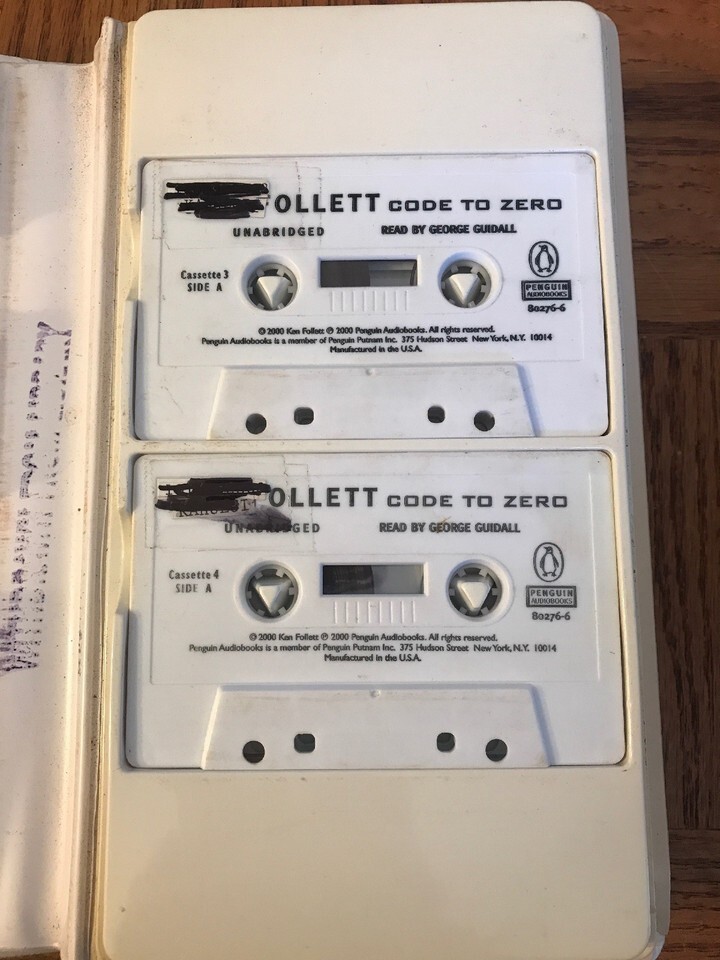 OLLETT CODE TO ZERO
UNABRIDGED READ BY GEORGE GUIDALL
Cassette 3
SIDE A
PENGUIN
AUDIOBOOKS
80276-6
© 2000 Ken Follett ℗ 2000 Penguin Audiobooks. All rights reserved.
Penguin Audiobooks is a member of Penguin Putnam Inc. 375 Hudson Street New York, N.Y. 10014
Manufactured in the U.S.A.
OLLETT CODE TO ZERO
UNABRIDGED READ BY GEORGE GUIDALL
Cassette 4
SIDE A
PENGUIN
AUDIOBOOKS
80276-6
© 2000 Ken Follett ℗ 2000 Penguin Audiobooks. All rights reserved.
Penguin Audiobooks is a member of Penguin Putnam Inc. 375 Hudson Street New York, N.Y. 10014
Manufactured in the U.S.A.